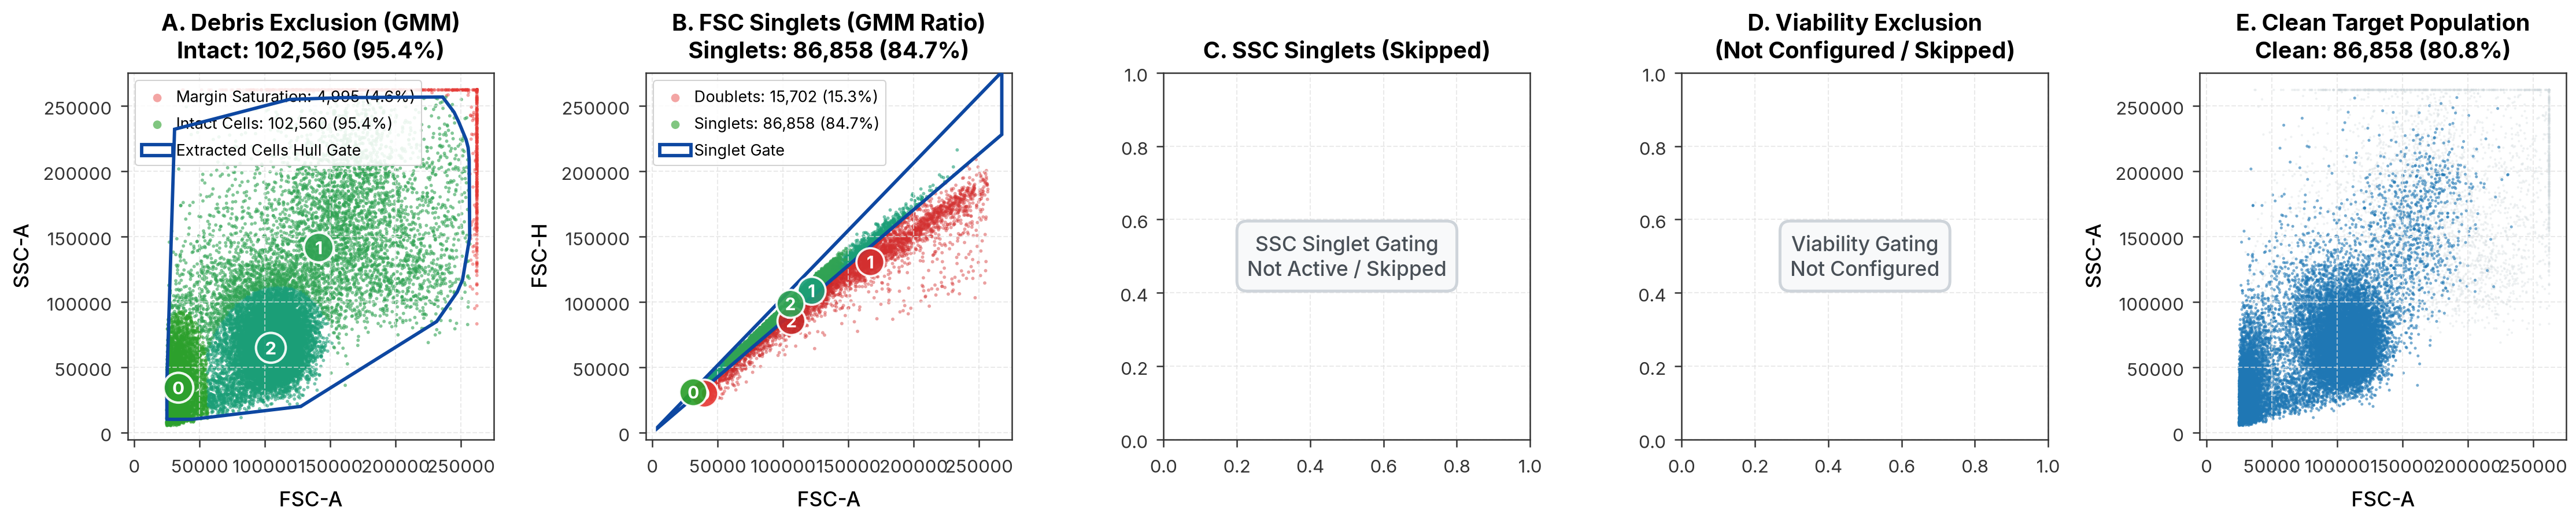 A. Debris Exclusion (GMM)
Intact: 102,560 (95.4%)
Margin Saturation: 4,995 (4.6%)
Intact Cells: 102,560 (95.4%)
Extracted Cells Hull Gate
250000
200000
150000
100000
50000
0
SSC-A
0
1
2
0 50000 100000 150000 200000 250000
FSC-A
B. FSC Singlets (GMM Ratio)
Singlets: 86,858 (84.7%)
Doublets: 15,702 (15.3%)
Singlets: 86,858 (84.7%)
Singlet Gate
250000
200000
150000
100000
50000
0
FSC-H
1
1
2
2
0
0 50000 100000 150000 200000 250000
FSC-A
C. SSC Singlets (Skipped)
1.0
0.8
0.6
0.4
0.2
0.0
SSC Singlet Gating
Not Active / Skipped
0.0 0.2 0.4 0.6 0.8 1.0
D. Viability Exclusion
(Not Configured / Skipped)
1.0
0.8
0.6
0.4
0.2
0.0
Viability Gating
Not Configured
0.0 0.2 0.4 0.6 0.8 1.0
E. Clean Target Population
Clean: 86,858 (80.8%)
250000
200000
150000
100000
50000
0
SSC-A
0 50000 100000 150000 200000 250000
FSC-A